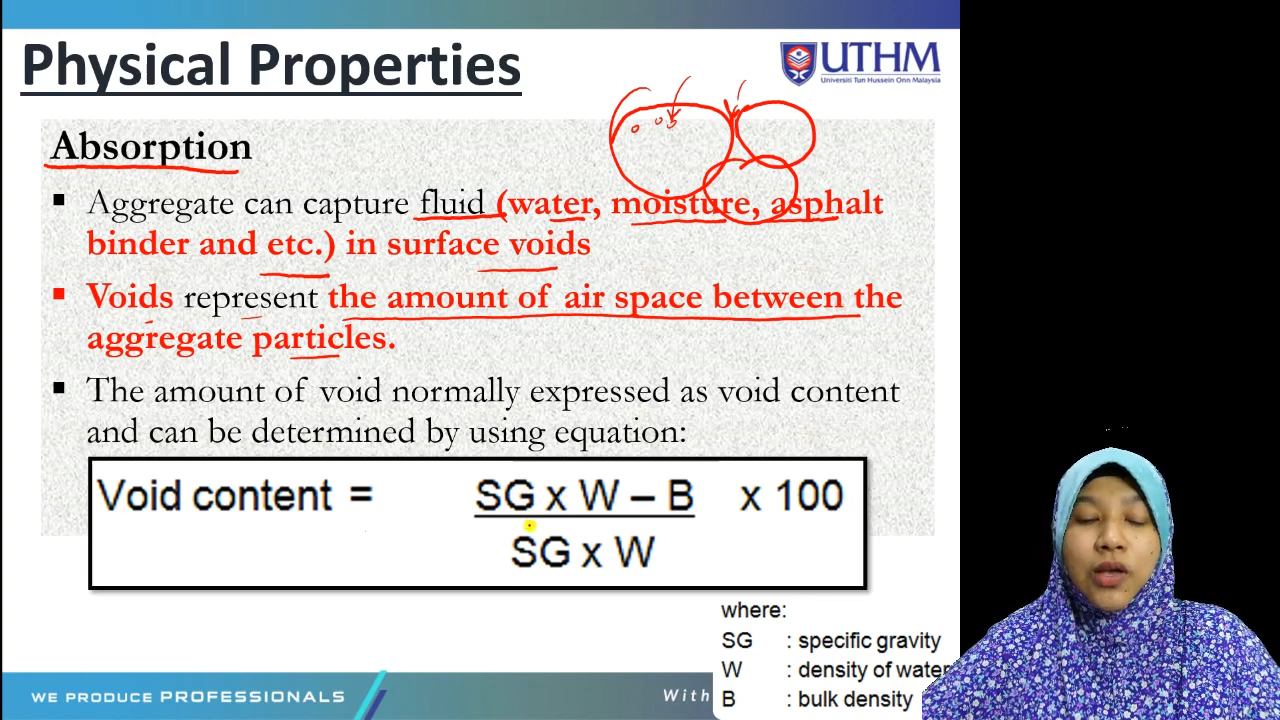 Physical Properties
UTHM
Universiti Tun Hussein Onn Malaysia
Absorption
▪ Aggregate can capture fluid (water, moisture, asphalt
binder and etc.) in surface voids
▪ Voids represent the amount of air space between the
aggregate particles.
▪ The amount of void normally expressed as void content
and can be determined by using equation:
Void content = SG x W – B x 100
SG x W
where:
SG : specific gravity
W : density of water
B : bulk density
WE PRODUCE PROFESSIONALS
With